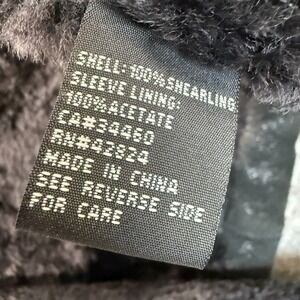 SHELL:100%SHEARLING
SLEEVE LINING:
100%ACETATE
CA#34460
RN#42824
MADE IN CHINA
SEE REVERSE SIDE
FOR CARE